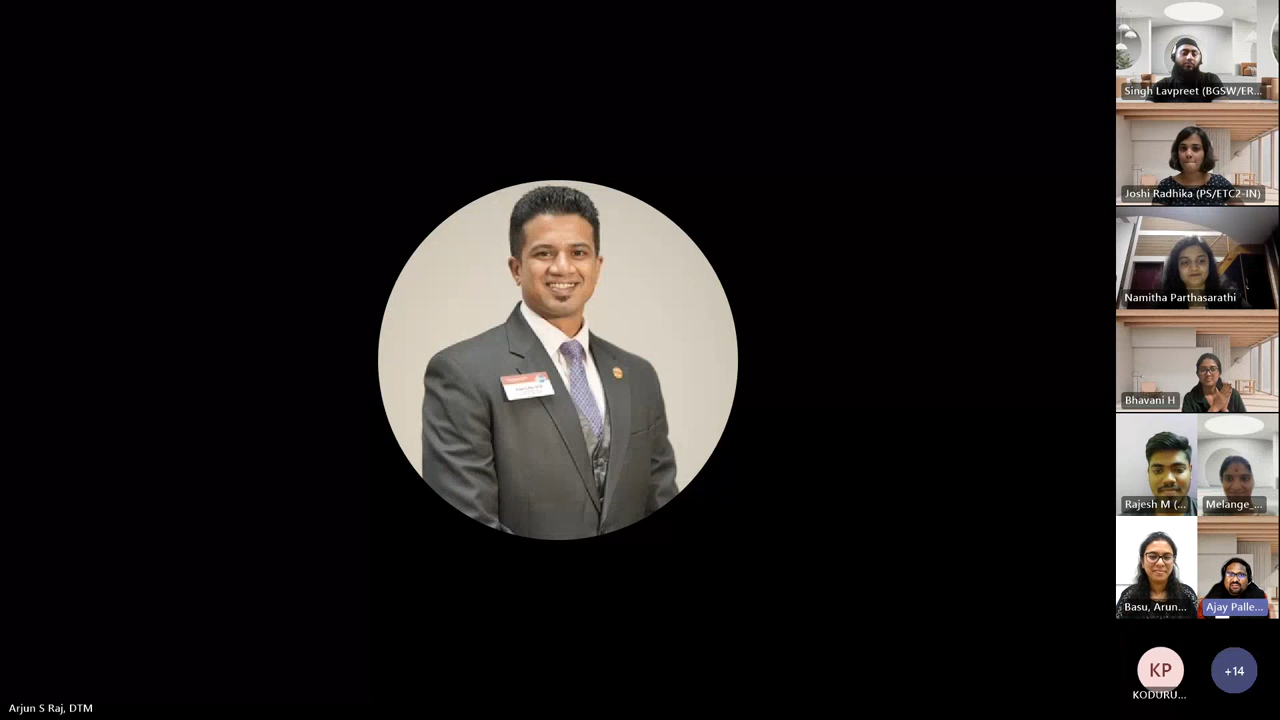 Singh Lavpreet (BGSW/ER...
Joshi Radhika (PS/ETC2-IN)
Namitha Parthasarathi
Bhavani H
Rajesh M (...
Melange_...
Basu, Arun...
Ajay Palle...
KP
+14
KODURU...
Arjun S Raj, DTM